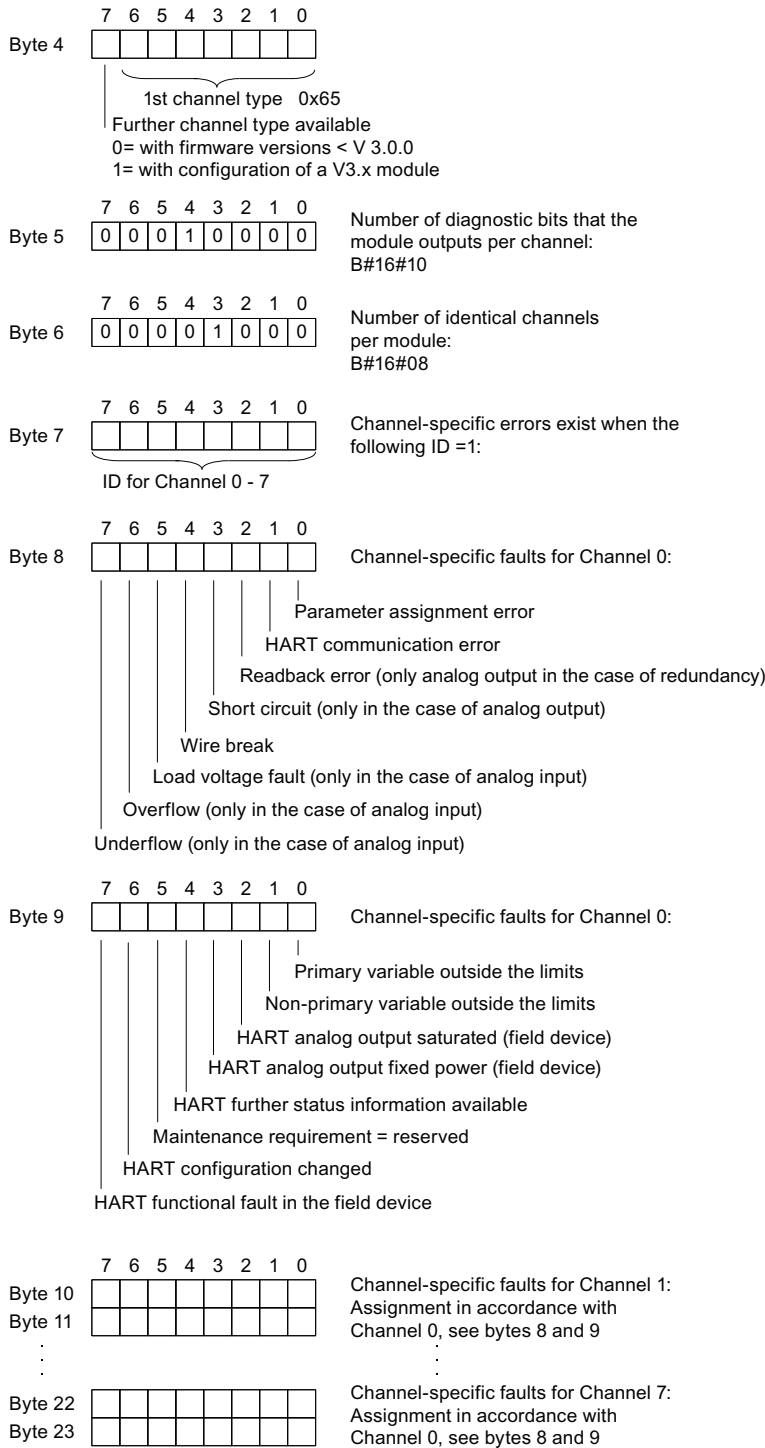 7 6 5 4 3 2 1 0
Byte 4
1st channel type 0x65
Further channel type available
0= with firmware versions < V 3.0.0
1= with configuration of a V3.x module
7 6 5 4 3 2 1 0
Byte 5 0 0 0 1 0 0 0 0
Number of diagnostic bits that the
module outputs per channel:
B#16#10
7 6 5 4 3 2 1 0
Byte 6 0 0 0 0 1 0 0 0
Number of identical channels
per module:
B#16#08
7 6 5 4 3 2 1 0
Byte 7
Channel-specific errors exist when the
following ID =1:
ID for Channel 0 - 7
7 6 5 4 3 2 1 0
Byte 8 Channel-specific faults for Channel 0:
Parameter assignment error
HART communication error
Readback error (only analog output in the case of redundancy)
Short circuit (only in the case of analog output)
Wire break
Load voltage fault (only in the case of analog input)
Overflow (only in the case of analog input)
Underflow (only in the case of analog input)
7 6 5 4 3 2 1 0
Byte 9 Channel-specific faults for Channel 0:
Primary variable outside the limits
Non-primary variable outside the limits
HART analog output saturated (field device)
HART analog output fixed power (field device)
HART further status information available
Maintenance requirement = reserved
HART configuration changed
HART functional fault in the field device
7 6 5 4 3 2 1 0
Byte 10
Byte 11
Channel-specific faults for Channel 1:
Assignment in accordance with
Channel 0, see bytes 8 and 9
Byte 22
Byte 23
Channel-specific faults for Channel 7:
Assignment in accordance with
Channel 0, see bytes 8 and 9